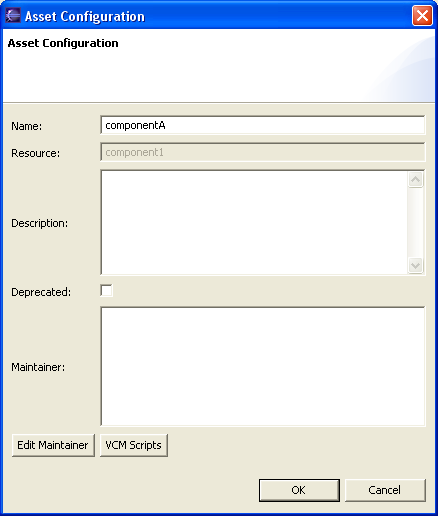 Asset Configuration
Asset Configuration
Name: componentA
Resource: component1
Description:
Deprecated:
Maintainer:
Edit Maintainer VCM Scripts
OK Cancel